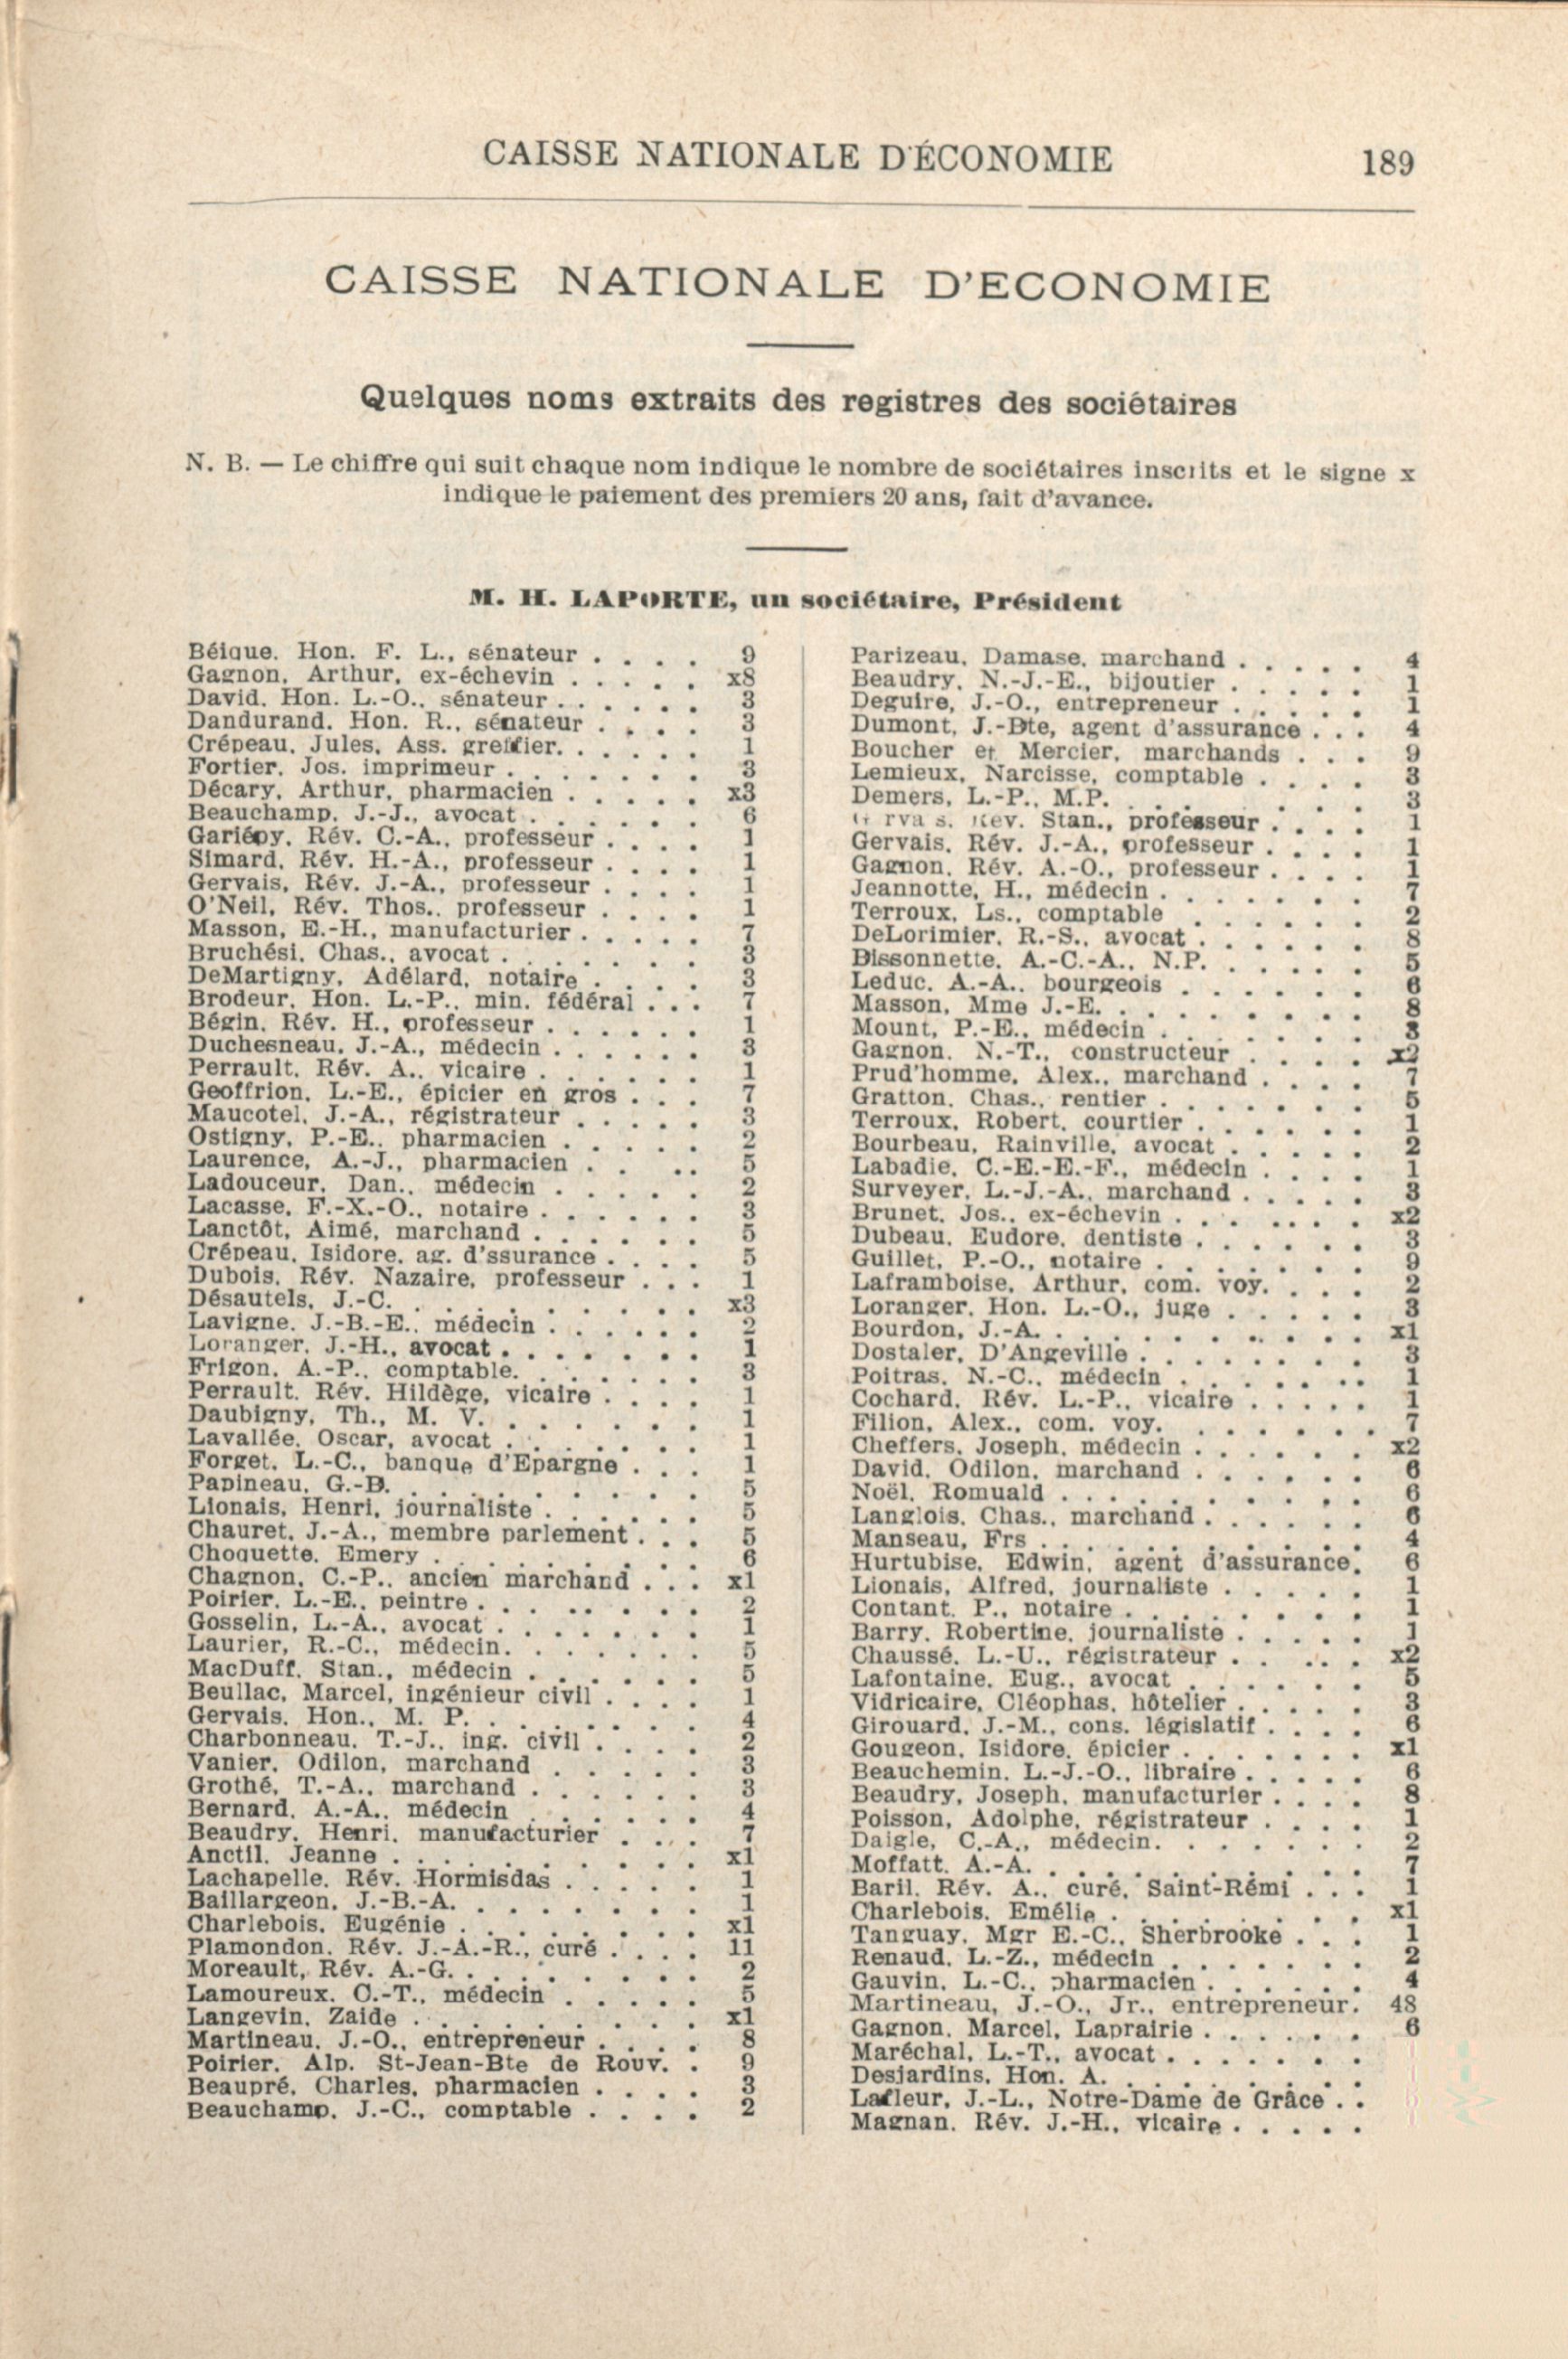 CAISSE NATIONALE D'ÉCONOMIE 189
CAISSE NATIONALE D'ECONOMIE
Quelques noms extraits des registres des sociétaires
N. B. — Le chiffre qui suit chaque nom indique le nombre de sociétaires inscrits et le signe x
indique le paiement des premiers 20 ans, fait d'avance.
M. H. LAPORTE, un sociétaire, Président
Béique. Hon. F. L., sénateur . . . . 9
Gagnon, Arthur, ex-échevin . . . . . x8
David. Hon. L.-O., sénateur . . . . . . 3
Dandurand. Hon. R., sénateur . . . . 3
Crépeau. Jules, Ass. greffier. . . . . . 1
Fortier. Jos. imprimeur . . . . . . . 3
Décary, Arthur, pharmacien . . . . . x3
Beauchamp. J.-J., avocat . . . . . . 6
Gariépy. Rév. C.-A., professeur . . . . 1
Simard. Rév. H.-A., professeur . . . . 1
Gervais, Rév. J.-A., professeur . . . . 1
O'Neil, Rév. Thos., professeur . . . . 1
Masson, E.-H., manufacturier . . . . . 7
Bruchési. Chas., avocat . . . . . . 3
DeMartigny, Adélard, notaire . . . . 3
Brodeur. Hon. L.-P., min. fédéral . . . 7
Bégin. Rév. H., professeur . . . . . . 1
Duchesneau. J.-A., médecin . . . . . . 3
Perrault. Rév. A., vicaire . . . . . . 1
Geoffrion. L.-E., épicier en gros . . . 7
Maucotel, J.-A., régistrateur . . . . . 3
Ostigny, P.-E., pharmacien . . . . . 2
Laurence, A.-J., pharmacien . . . . 5
Ladouceur, Dan., médecin . . . . . 2
Lacasse, F.-X.-O., notaire . . . . . . 3
Lanctôt, Aimé, marchand . . . . . . 5
Crépeau, Isidore, ag. d'ssurance . . . . 5
Dubois, Rév. Nazaire, professeur . . . 1
Désautels, J.-C. . . . . . . . . x3
Lavigne. J.-B.-E., médecin . . . . . . 2
Loranger, J.-H., avocat . . . . . . . 1
Frigon, A.-P., comptable. . . . . . 3
Perrault. Rév. Hildège, vicaire . . . . 1
Daubigny, Th., M. V. . . . . . . 1
Lavallée. Oscar, avocat . . . . . . 1
Forget. L.-C., banque d'Epargne . . . 1
Papineau. G.-B. . . . . . . . 5
Lionais, Henri, journaliste . . . . . 5
Chauret. J.-A., membre parlement . . . 5
Choquette. Emery . . . . . . . 6
Chagnon, C.-P., ancien marchand . . . x1
Poirier. L.-E., peintre . . . . . . . 2
Gosselin, L.-A., avocat . . . . . . . 1
Laurier, R.-C., médecin. . . . . . . 5
MacDuff. Stan., médecin . . . . . . 5
Beullac, Marcel, ingénieur civil . . . . 1
Gervais. Hon., M. P. . . . . . . 4
Charbonneau. T.-J., ing. civil . . . . 2
Vanier. Odilon, marchand . . . . . 3
Grothé, T.-A., marchand . . . . . . 3
Bernard, A.-A., médecin . . . . . 4
Beaudry. Henri, manufacturier . . . . 7
Anctil. Jeanne . . . . . . . . x1
Lachapelle. Rév. Hormisdas . . . . . 1
Baillargeon, J.-B.-A. . . . . . . . 1
Charlebois. Eugénie . . . . . . . x1
Plamondon. Rév. J.-A.-R., curé . . . . 11
Moreault, Rév. A.-G. . . . . . . . 2
Lamoureux. O.-T., médecin . . . . . 5
Langevin, Zaide . . . . . . . . x1
Martineau. J.-O., entrepreneur . . . . 8
Poirier. Alp. St-Jean-Bte de Rouv. . 9
Beaupré, Charles, pharmacien . . . . 3
Beauchamp. J.-C., comptable . . . . 2
Parizeau, Damase, marchand . . . . . 4
Beaudry, N.-J.-E., bijoutier . . . . . 1
Deguire, J.-O., entrepreneur . . . . . 1
Dumont, J.-Bte, agent d'assurance . . . 4
Boucher et Mercier, marchands . . . 9
Lemieux, Narcisse, comptable . . . . 3
Demers, L.-P., M.P. . . . . . 3
Stan., professeur . . . . 1
Gervais. Rév. J.-A., professeur . . . . 1
Gagnon. Rév. A.-O., professeur . . . . 1
Jeannotte, H., médecin . . . . . . . 7
Terroux, Ls., comptable . . . . . . 2
DeLorimier. R.-S., avocat . . . . . . 8
Bissonnette. A.-C.-A., N.P. . . . . . 5
Leduc. A.-A., bourgeois . . . . . . 6
Masson, Mme J.-E. . . . . . . . 8
Mount, P.-E., médecin . . . . . . 3
Gagnon. N.-T., constructeur . . . . x2
Prud'homme, Alex., marchand . . . . 7
Gratton. Chas., rentier . . . . . . . 5
Terroux, Robert, courtier . . . . . . 1
Bourbeau, Rainville, avocat . . . . . 2
Labadie, C.-E.-E.-F., médecin . . . . 1
Surveyer, L.-J.-A., marchand . . . . . 3
Brunet, Jos., ex-échevin . . . . . . . x2
Dubeau, Eudore, dentiste . . . . . . 3
Guillet, P.-O., notaire . . . . . . . 9
Laframboise, Arthur, com. voy. . . . . 2
Loranger. Hon. L.-O., juge . . . . . . 3
Bourdon, J.-A. . . . . . . . . x1
Dostaler, D'Angeville . . . . . . . . 3
Poitras, N.-C., médecin . . . . . . 1
Cochard. Rév. L.-P., vicaire . . . . . 1
Filion, Alex., com. voy. . . . . . . 7
Cheffers. Joseph, médecin . . . . . . x2
David, Odilon, marchand . . . . . . 6
Noël, Romuald . . . . . . . . 6
Langlois, Chas., marchand . . . . . . 6
Manseau, Frs . . . . . . . . 4
Hurtubise, Edwin, agent d'assurance. 6
Lionais, Alfred, journaliste . . . . . 1
Contant. P., notaire . . . . . . . 1
Barry. Robertine, journaliste . . . . . 1
Chaussé. L.-U., régistrateur . . . . . x2
Lafontaine, Eug., avocat . . . . . . 5
Vidricaire, Cléophas, hôtelier . . . . . 3
Girouard, J.-M., cons. législatif . . . . 6
Gougeon, Isidore, épicier . . . . . . . x1
Beauchemin. L.-J.-O., libraire . . . . . 6
Beaudry, Joseph, manufacturier . . . . 8
Poisson, Adolphe, régistrateur . . . . 1
Daigle, C.-A., médecin. . . . . . . 2
Moffatt. A.-A. . . . . . . . . 7
Baril. Rév. A., curé, Saint-Rémi . . . 1
Charlebois. Emélie . . . . . . . x1
Tanguay. Mgr E.-C., Sherbrooke . . . 1
Renaud. L.-Z., médecin . . . . . . 2
Gauvin, L.-C., pharmacien . . . . . . 4
Martineau, J.-O., Jr., entrepreneur. 48
Gagnon. Marcel, Laprairie . . . . . . 6
Maréchal, L.-T., avocat . . . . . . .
Desjardins, Hon. A. . . . . . .
Lafleur, J.-L., Notre-Dame de Grâce . .
Magnan. Rév. J.-H., vicaire . . . . .